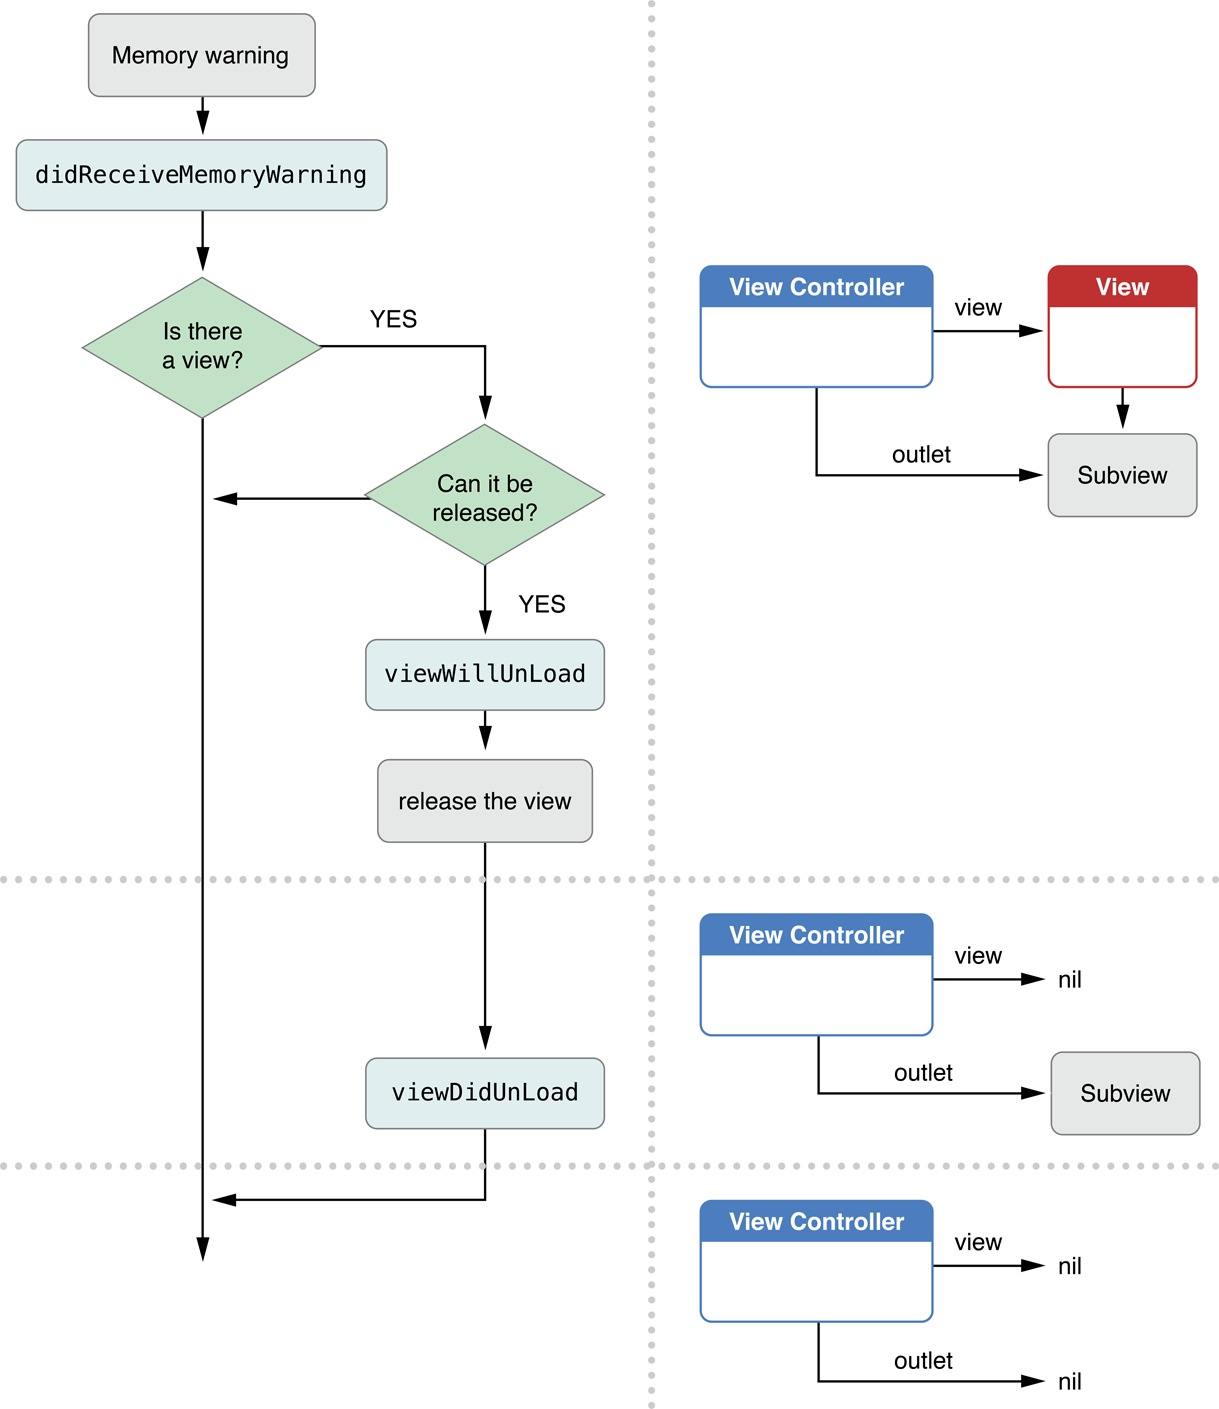 Memory warning
didReceiveMemoryWarning
Is there
a view?
YES
Can it be
released?
YES
viewWillUnLoad
release the view
viewDidUnLoad
View Controller
view
View
outlet
Subview
View Controller
view
nil
outlet
Subview
View Controller
view
nil
outlet
nil